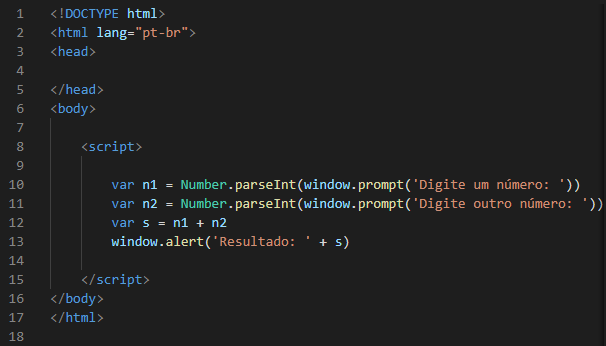 1 <!DOCTYPE html>
2 <html lang="pt-br">
3 <head>
4
5 </head>
6 <body>
7
8 <script>
9
10 var n1 = Number.parseInt(window.prompt('Digite um número: '))
11 var n2 = Number.parseInt(window.prompt('Digite outro número: '))
12 var s = n1 + n2
13 window.alert('Resultado: ' + s)
14
15 </script>
16 </body>
17 </html>
18